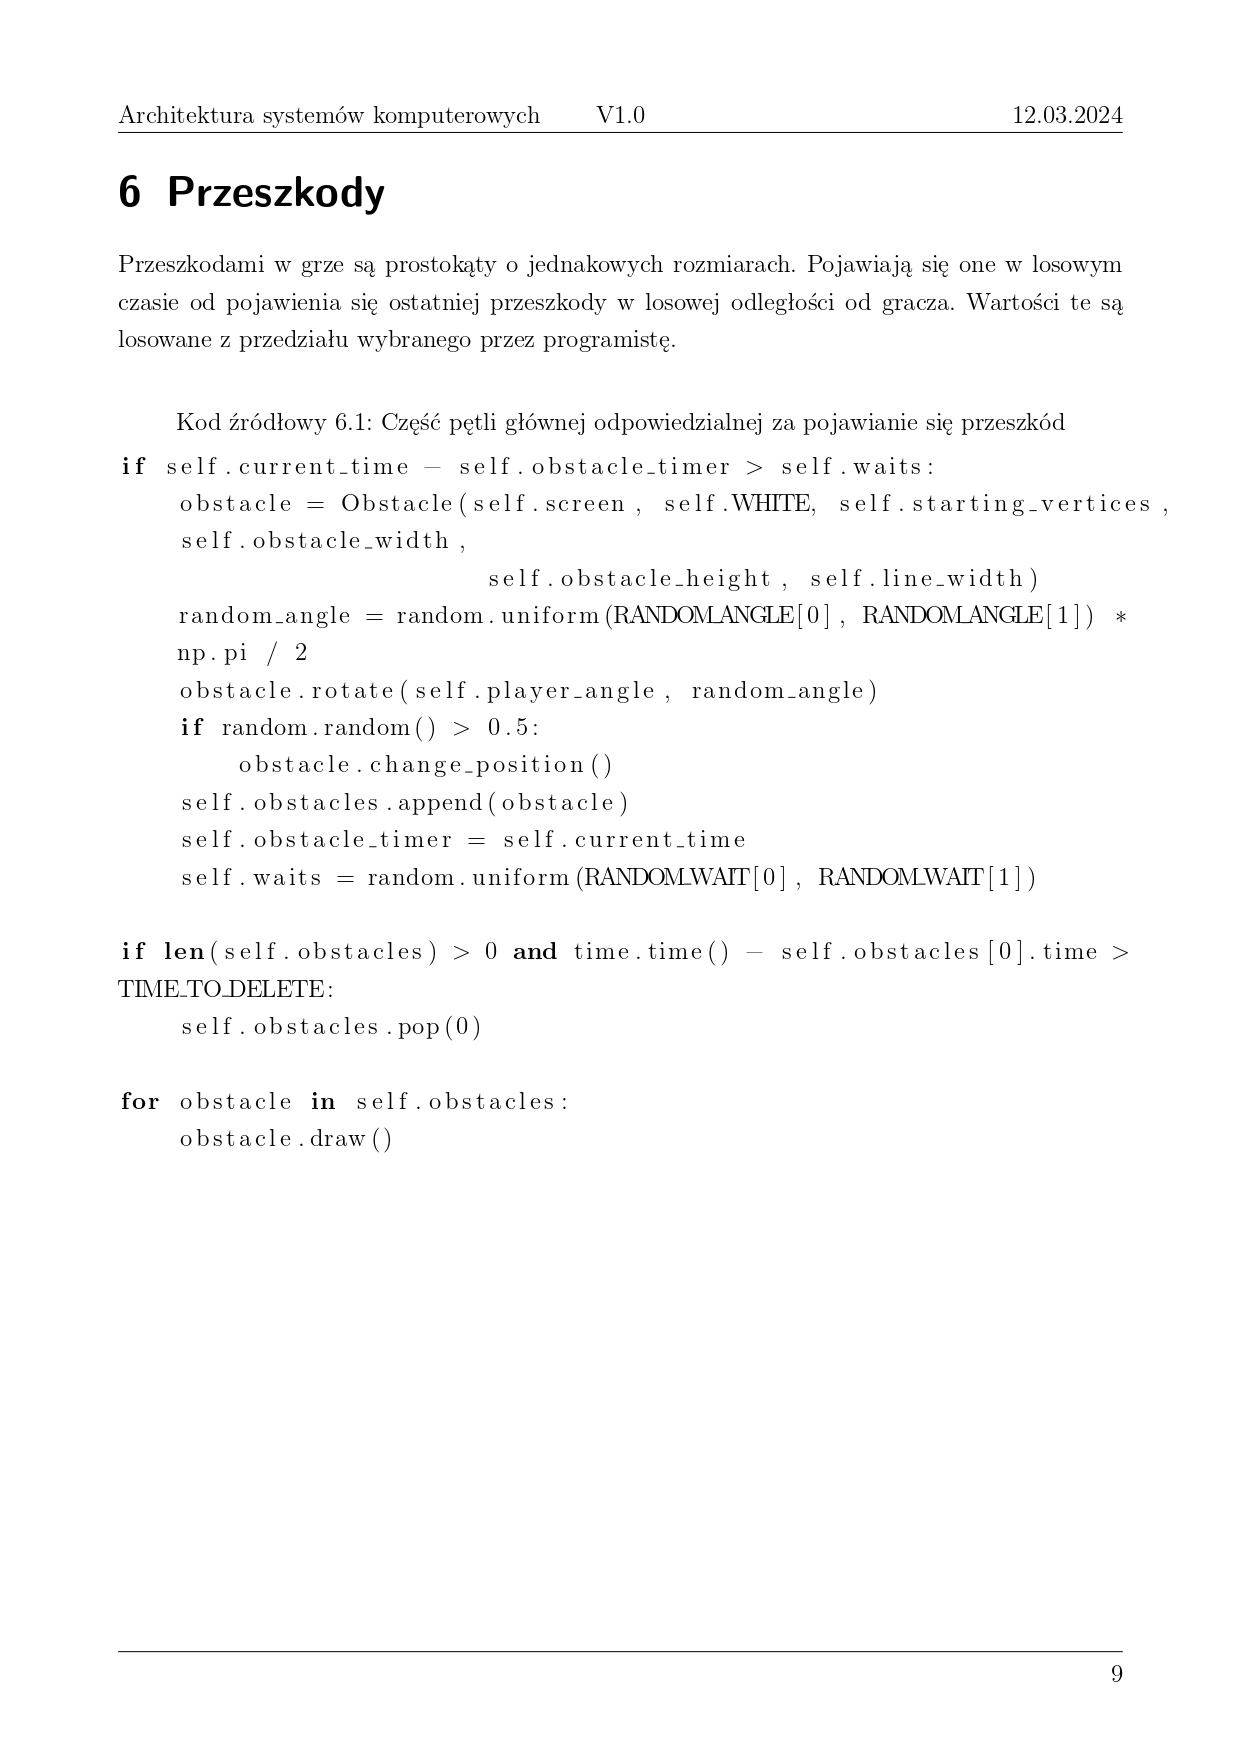 Architektura systemów komputerowych V1.0 12.03.2024
6 Przeszkody
Przeszkodami w grze są prostokąty o jednakowych rozmiarach. Pojawiają się one w losowym
czasie od pojawienia się ostatniej przeszkody w losowej odległości od gracza. Wartości te są
losowane z przedziału wybranego przez programistę.
Kod źródłowy 6.1: Część pętli głównej odpowiedzialnej za pojawianie się przeszkód
if self.current_time − self.obstacle_timer > self.waits:
    obstacle = Obstacle(self.screen, self.WHITE, self.starting_vertices,
    self.obstacle_width,
                        self.obstacle_height, self.line_width)
    random_angle = random.uniform(RANDOM_ANGLE[0], RANDOM_ANGLE[1]) *
    np.pi / 2
    obstacle.rotate(self.player_angle, random_angle)
    if random.random() > 0.5:
        obstacle.change_position()
    self.obstacles.append(obstacle)
    self.obstacle_timer = self.current_time
    self.waits = random.uniform(RANDOM_WAIT[0], RANDOM_WAIT[1])
if len(self.obstacles) > 0 and time.time() − self.obstacles[0].time >
TIME_TO_DELETE:
    self.obstacles.pop(0)
for obstacle in self.obstacles:
    obstacle.draw()
9